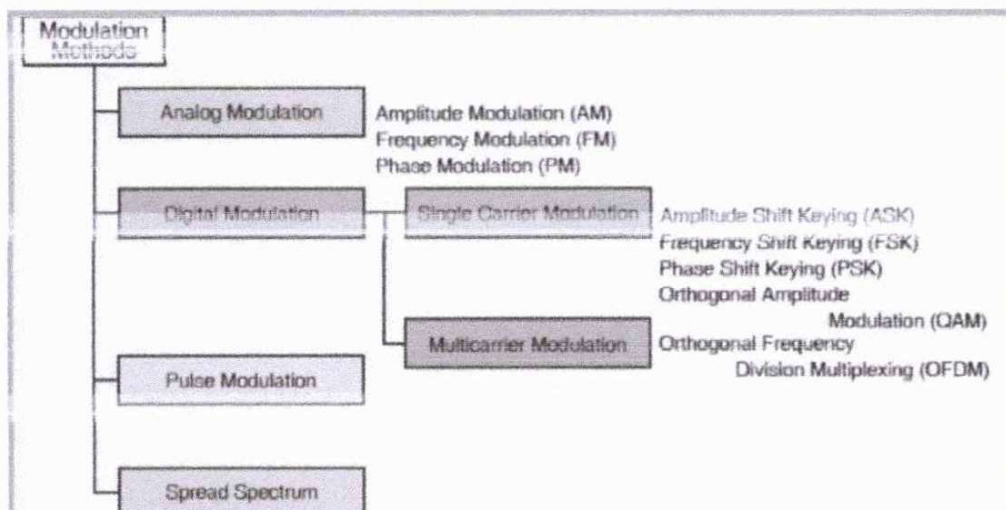 Modulation
Methods
Analog Modulation
Amplitude Modulation (AM)
Frequency Modulation (FM)
Phase Modulation (PM)
Digital Modulation
Single Carrier Modulation
Amplitude Shift Keying (ASK)
Frequency Shift Keying (FSK)
Phase Shift Keying (PSK)
Orthogonal Amplitude
Modulation (QAM)
Multicarrier Modulation
Orthogonal Frequency
Division Multiplexing (OFDM)
Pulse Modulation
Spread Spectrum